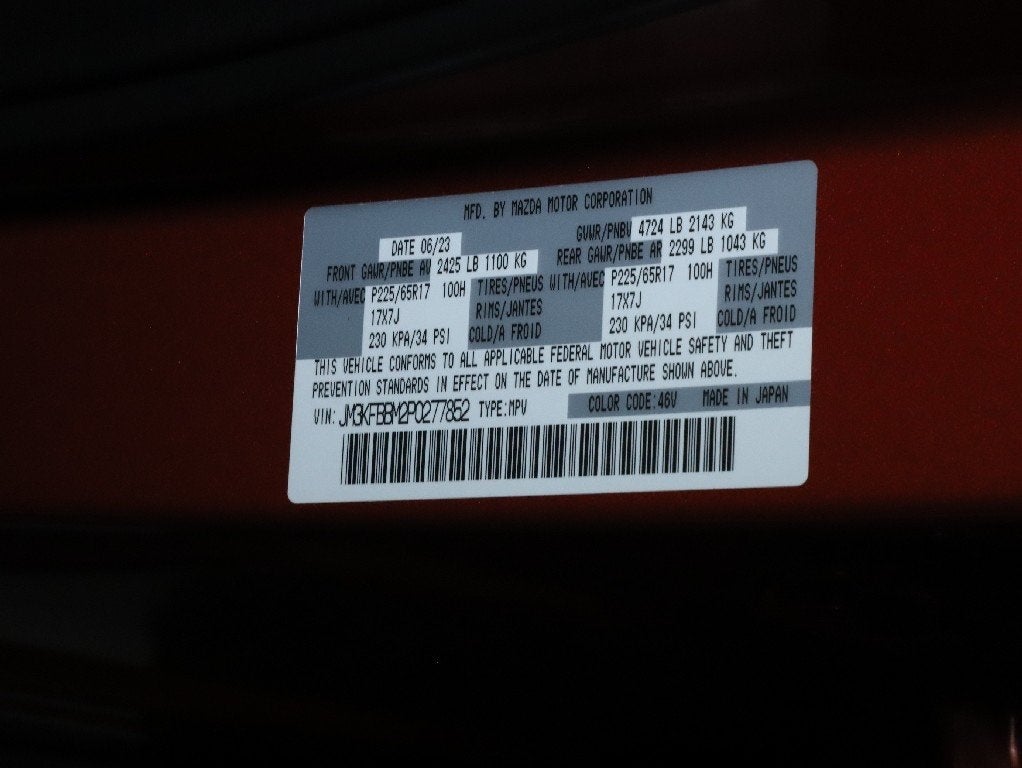 MFD. BY MAZDA MOTOR CORPORATION
DATE 06/23 GVWR/PNBV 4724 LB 2143 KG
FRONT GAWR/PNBE AV 2425 LB 1100 KG REAR GAWR/PNBE AR 2299 LB 1043 KG
WITH/AVEC P225/65R17 100H TIRES/PNEUS WITH/AVEC P225/65R17 100H TIRES/PNEUS
17X7J RIMS/JANTES 17X7J RIMS/JANTES
230 KPA/34 PSI COLD/A FROID 230 KPA/34 PSI COLD/A FROID
THIS VEHICLE CONFORMS TO ALL APPLICABLE FEDERAL MOTOR VEHICLE SAFETY AND THEFT
PREVENTION STANDARDS IN EFFECT ON THE DATE OF MANUFACTURE SHOWN ABOVE.
VIN: JM3KFBBM2P0277852 TYPE:MPV COLOR CODE:46V MADE IN JAPAN